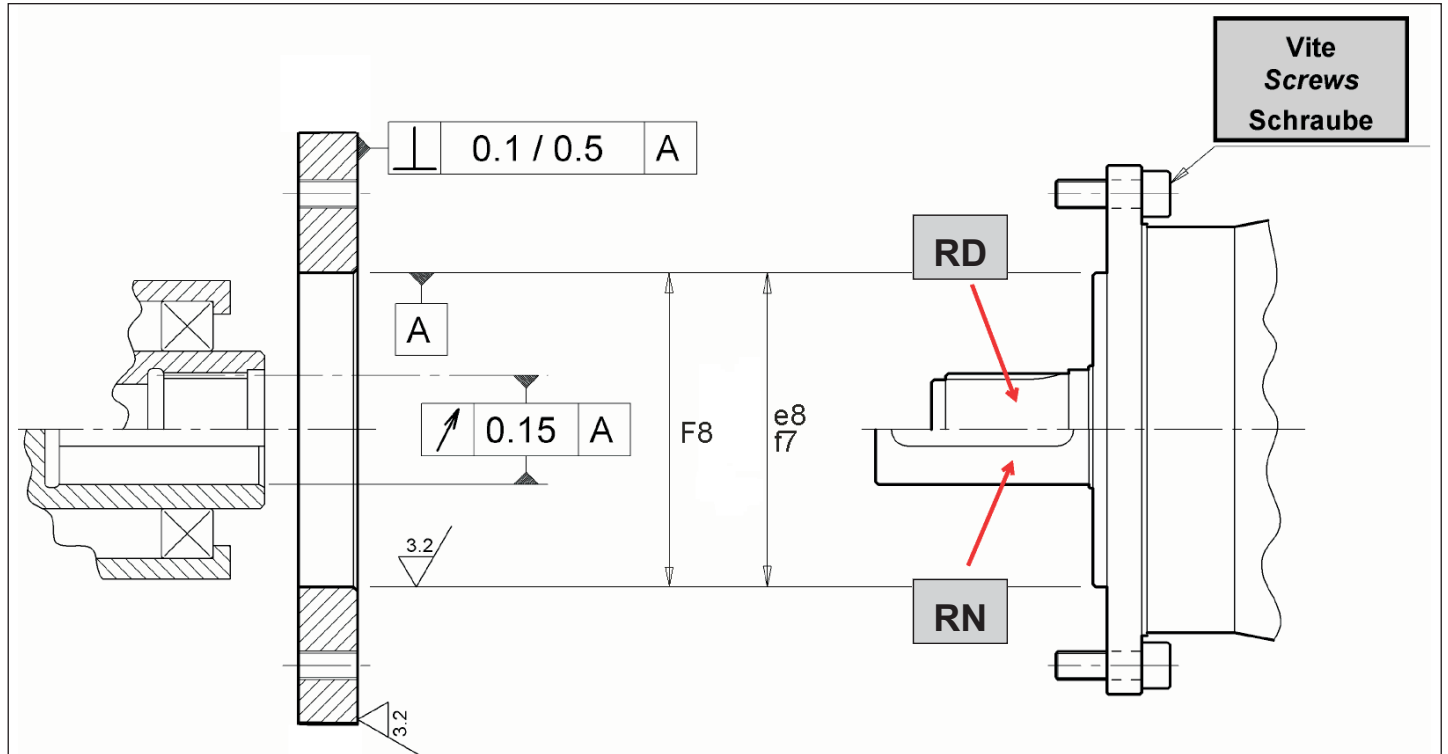 Vite
Screws
Schraube
⊥ 0.1 / 0.5 A
RD
A
↗ 0.15 A
F8
e8
f7
3.2
RN
3.2